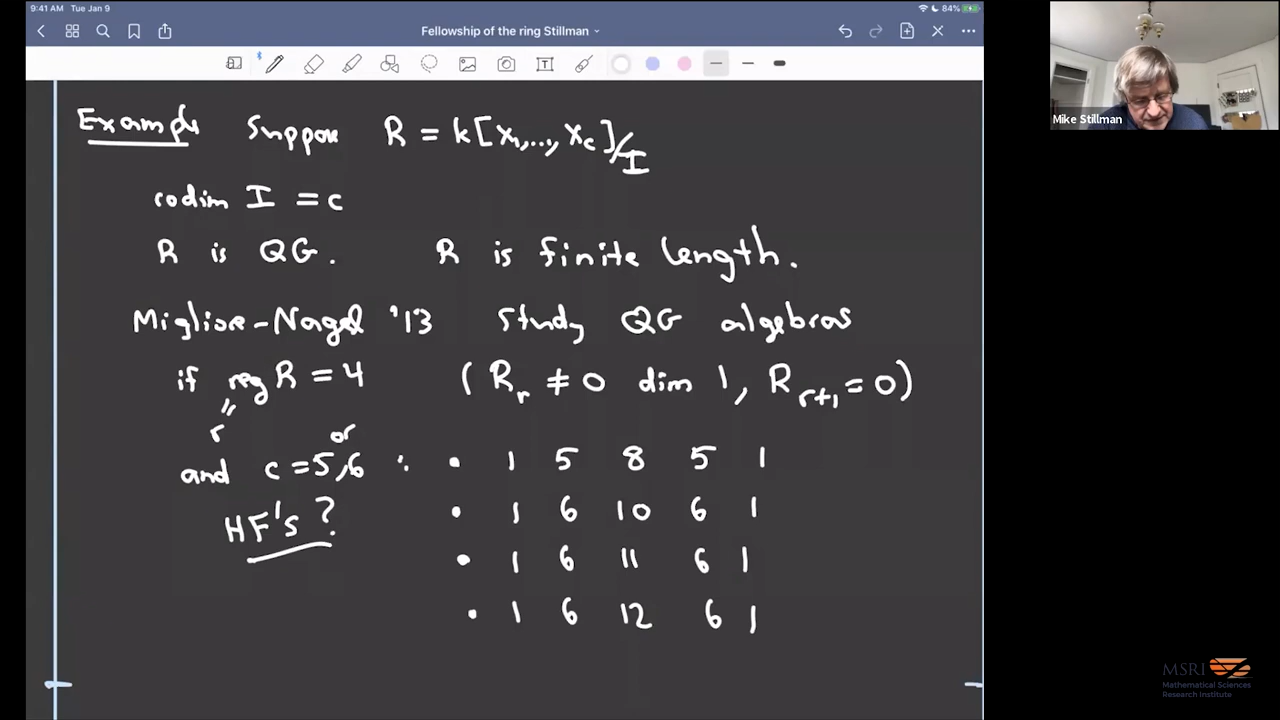 9:41 AM Tue Jan 9
84%
Fellowship of the ring Stillman
Example Suppose R = k[x₁,..., x_c]/I
codim I = c
R is QG. R is finite length.
Migliore-Nagel '13 study QG algebras
if reg R = 4 (R_r ≠ 0 dim 1, R_{r+1} = 0)
"
r
or
and c = 5,6 : • 1 5 8 5 1
HF's ? • 1 6 10 6 1
• 1 6 11 6 1
• 1 6 12 6 1
Mike Stillman
MSRI
Mathematical Sciences
Research Institute